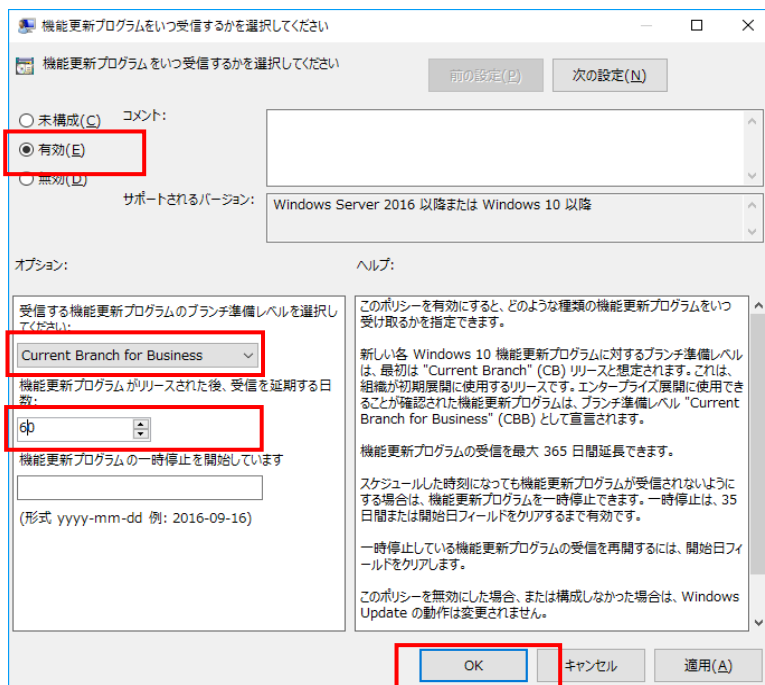 機能更新プログラムをいつ受信するかを選択してください
機能更新プログラムをいつ受信するかを選択してください
前の設定(P)
次の設定(N)
未構成(C)
コメント:
有効(E)
無効(D)
サポートされるバージョン:
Windows Server 2016 以降または Windows 10 以降
オプション:
ヘルプ:
受信する機能更新プログラムのブランチ準備レベルを選択し
てください:
Current Branch for Business
機能更新プログラムがリリースされた後、受信を延期する日
数:
60
機能更新プログラムの一時停止を開始しています
(形式 yyyy-mm-dd 例: 2016-09-16)
このポリシーを有効にすると、どのような種類の機能更新プログラムをいつ
受け取るかを指定できます。
新しい各 Windows 10 機能更新プログラムに対するブランチ準備レベル
は、最初は "Current Branch" (CB) リリースと想定されます。これは、
組織が初期展開に使用するリリースです。エンタープライズ展開に使用でき
ることが確認された機能更新プログラムは、ブランチ準備レベル "Current
Branch for Business" (CBB) として宣言されます。
機能更新プログラムの受信を最大 365 日間延長できます。
スケジュールした時刻になっても機能更新プログラムが受信されないように
する場合は、機能更新プログラムを一時停止できます。一時停止は、35
日間または開始日フィールドをクリアするまで有効です。
一時停止している機能更新プログラムの受信を再開するには、開始日フィ
ールドをクリアします。
このポリシーを無効にした場合、または構成しなかった場合は、Windows
Update の動作は変更されません。
OK
キャンセル
適用(A)